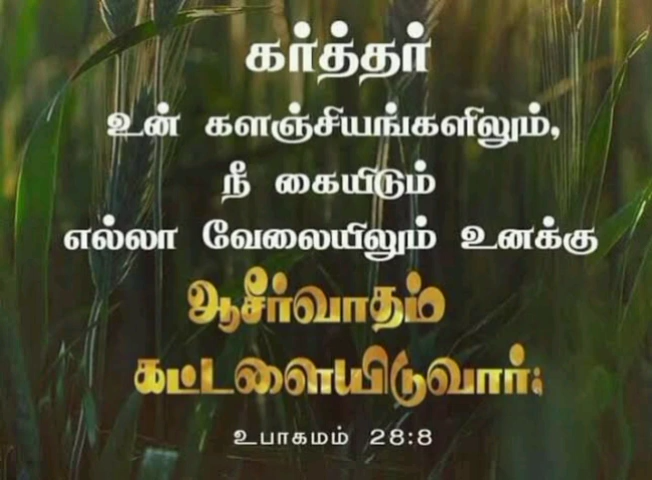 கர்த்தர்
உன் களஞ்சியங்களிலும்,
நீ கையிடும்
எல்லா வேலையிலும் உனக்கு
ஆசீர்வாதம்
கட்டளையிடுவார்;
உபாகமம் 28:8